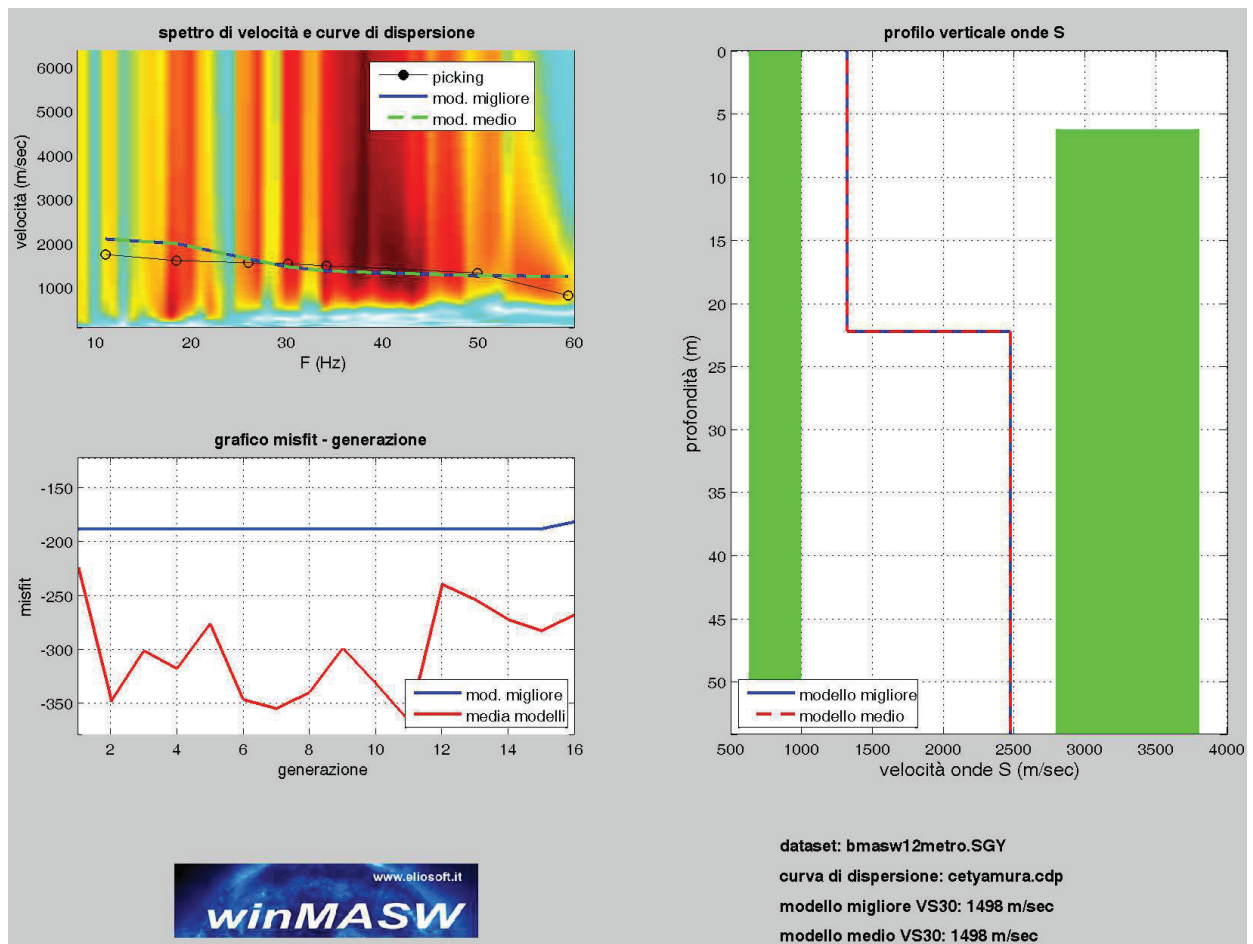 spettro di velocità e curve di dispersione
6000
5000
4000
3000
2000
1000
velocità (m/sec)
picking
mod. migliore
mod. medio
10 20 30 40 50 60
F (Hz)
grafico misfit - generazione
-150
-200
-250
-300
-350
misfit
mod. migliore
media modelli
2 4 6 8 10 12 14 16
generazione
profilo verticale onde S
0
5
10
15
20
25
30
35
40
45
50
profondità (m)
modello migliore
modello medio
500 1000 1500 2000 2500 3000 3500 4000
velocità onde S (m/sec)
www.eliosoft.it
winMASW
dataset: bmasw12metro.SGY
curva di dispersione: cetyamura.cdp
modello migliore VS30: 1498 m/sec
modello medio VS30: 1498 m/sec